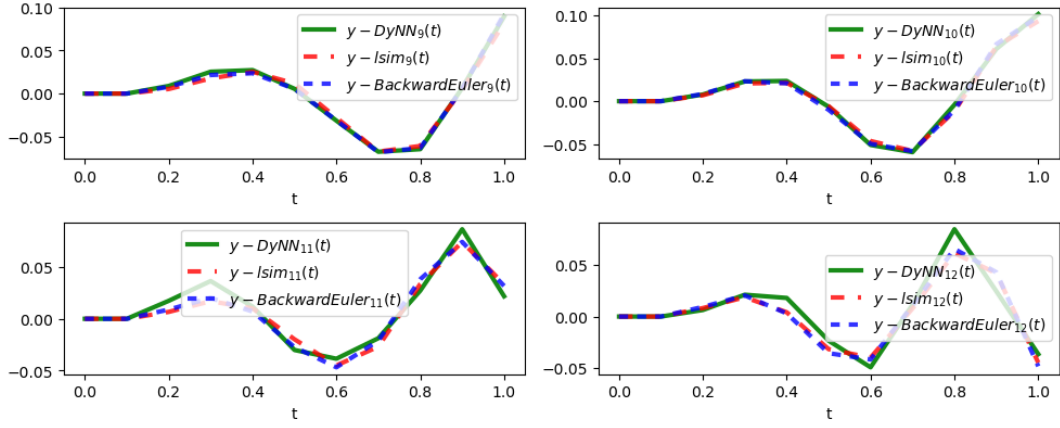 0.10
0.05
0.00
−0.05
y − DyNN₉(t)
y − lsim₉(t)
y − BackwardEuler₉(t)
0.0 0.2 0.4 0.6 0.8 1.0
t
0.10
0.05
0.00
−0.05
y − DyNN₁₀(t)
y − lsim₁₀(t)
y − BackwardEuler₁₀(t)
0.0 0.2 0.4 0.6 0.8 1.0
t
0.05
0.00
−0.05
y − DyNN₁₁(t)
y − lsim₁₁(t)
y − BackwardEuler₁₁(t)
0.0 0.2 0.4 0.6 0.8 1.0
t
0.05
0.00
−0.05
y − DyNN₁₂(t)
y − lsim₁₂(t)
y − BackwardEuler₁₂(t)
0.0 0.2 0.4 0.6 0.8 1.0
t